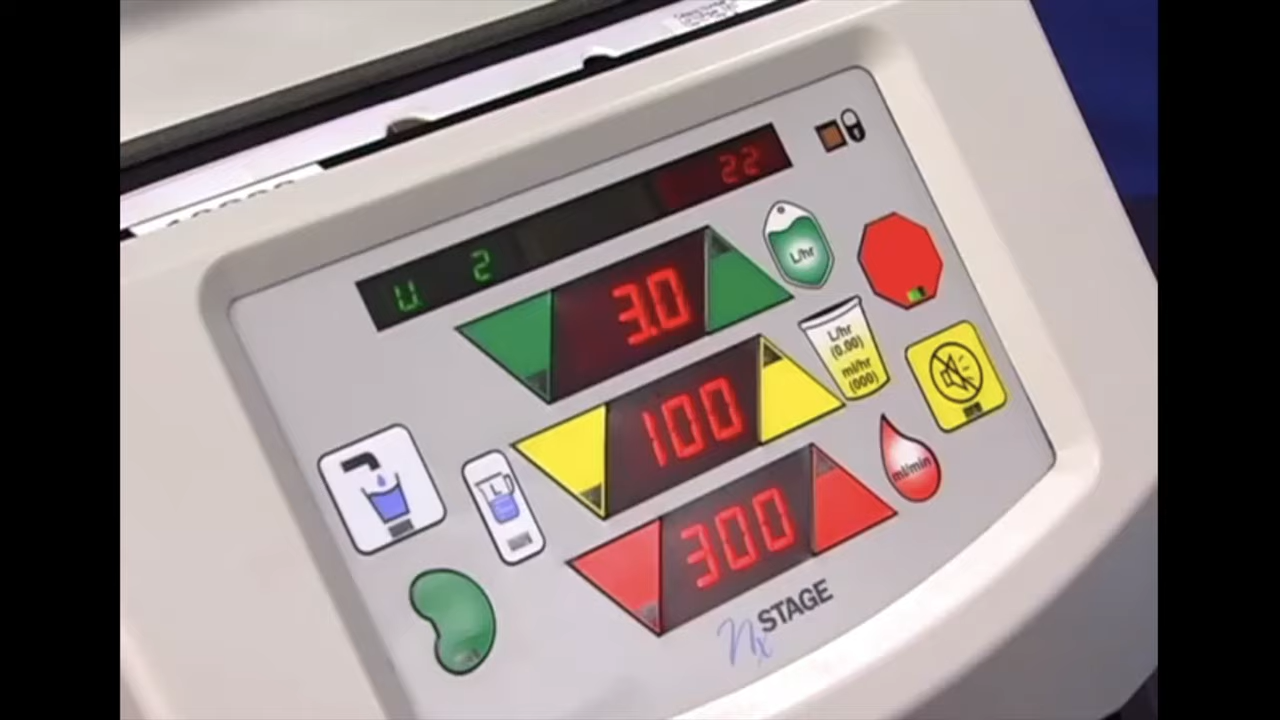 22
U. 2
3.0
L/hr
100
L/hr
(0.00)
ml/hr
(000)
L
300
ml/min
NxSTAGE